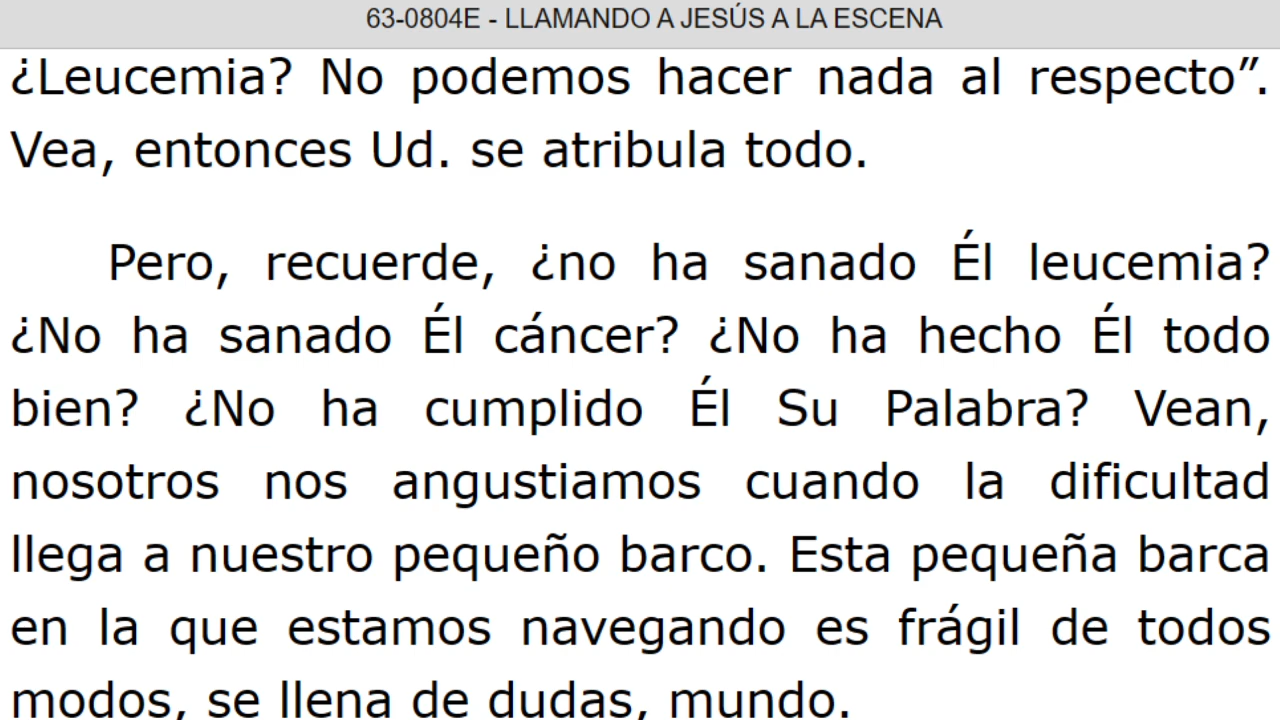 63-0804E - LLAMANDO A JESÚS A LA ESCENA
¿Leucemia? No podemos hacer nada al respecto”.
Vea, entonces Ud. se atribula todo.
Pero, recuerde, ¿no ha sanado Él leucemia?
¿No ha sanado Él cáncer? ¿No ha hecho Él todo
bien? ¿No ha cumplido Él Su Palabra? Vean,
nosotros nos angustiamos cuando la dificultad
llega a nuestro pequeño barco. Esta pequeña barca
en la que estamos navegando es frágil de todos
modos, se llena de dudas, mundo.